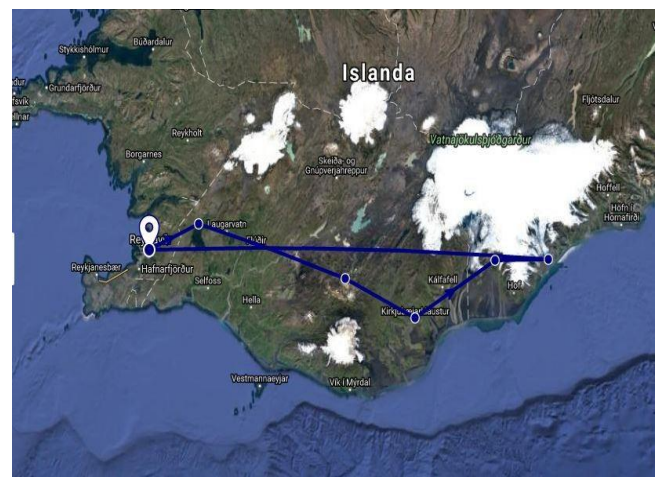 Búðardalur
Stykkishólmur
Grundarfjörður
Islanda
Fljótsdalur
Reykholt
Vatnajökulsþjóðgarður
Borgarnes
Skeiða- og
Gnúpverjahreppur
Hoffell
Höfn í
Hornafirði
Laugarvatn
Reykjanesbær
Hafnarfjörður
Selfoss
Kálfafell
Hof
Hella
Vestmannaeyjar
Vík í Mýrdal